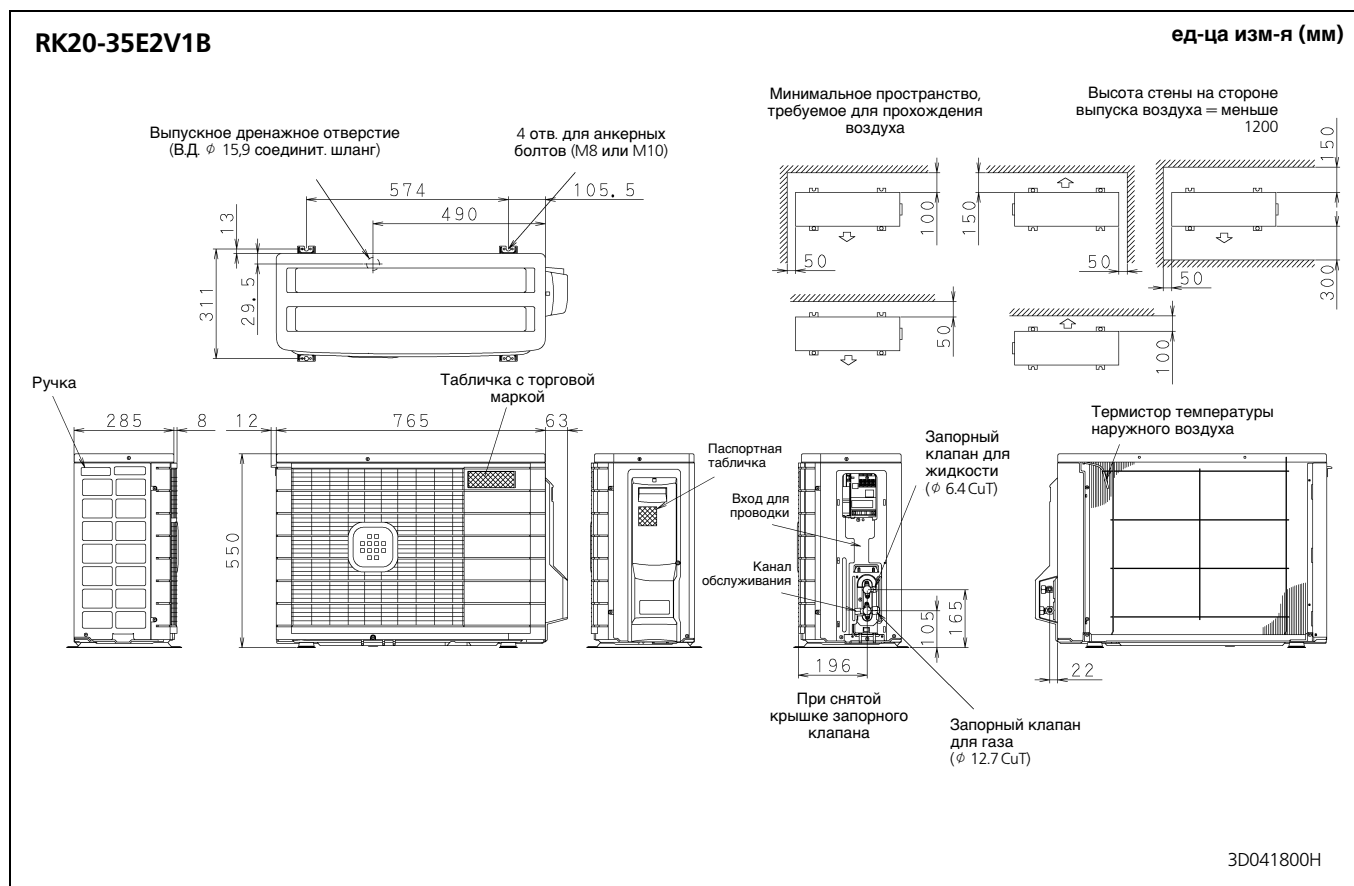 RK20-35E2V1B
ед-ца изм-я (мм)
Выпускное дренажное отверстие
(В.Д. ϕ 15,9 соединит. шланг)
4 отв. для анкерных
болтов (M8 или M10)
574
105.5
490
13
311
29.5
Минимальное пространство,
требуемое для прохождения
воздуха
Высота стены на стороне
выпуска воздуха = меньше
1200
100
50
150
50
150
300
50
50
100
Ручка
Табличка с торговой
маркой
285
8
12
765
63
550
Паспортная
табличка
Запорный
клапан для
жидкости
(ϕ 6.4 CuT)
Вход для
проводки
Канал
обслуживания
105
165
196
При снятой
крышке запорного
клапана
Запорный клапан
для газа
(ϕ 12.7 CuT)
Термистор температуры
наружного воздуха
22
3D041800H